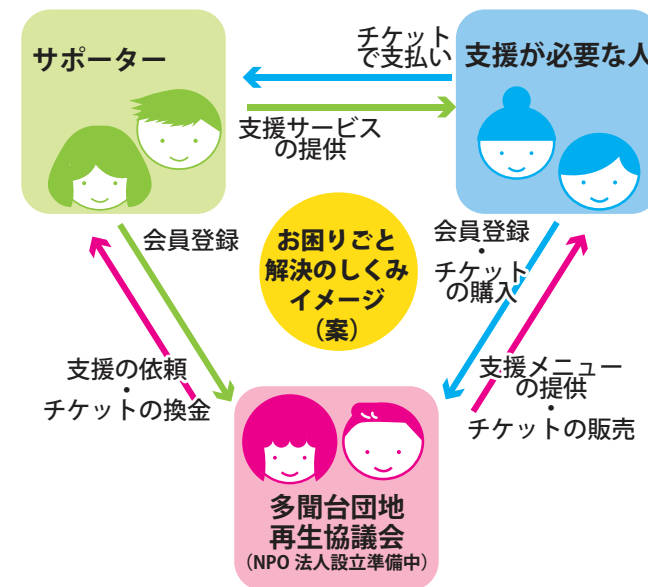 サポーター
チケット
で支払い
支援が必要な人
支援サービス
の提供
会員登録
お困りごと
解決のしくみ
イメージ
（案）
会員登録
・
チケット
の購入
支援の依頼
・
チケットの換金
支援メニュー
の提供
・
チケットの販売
多聞台団地
再生協議会
（NPO 法人設立準備中）